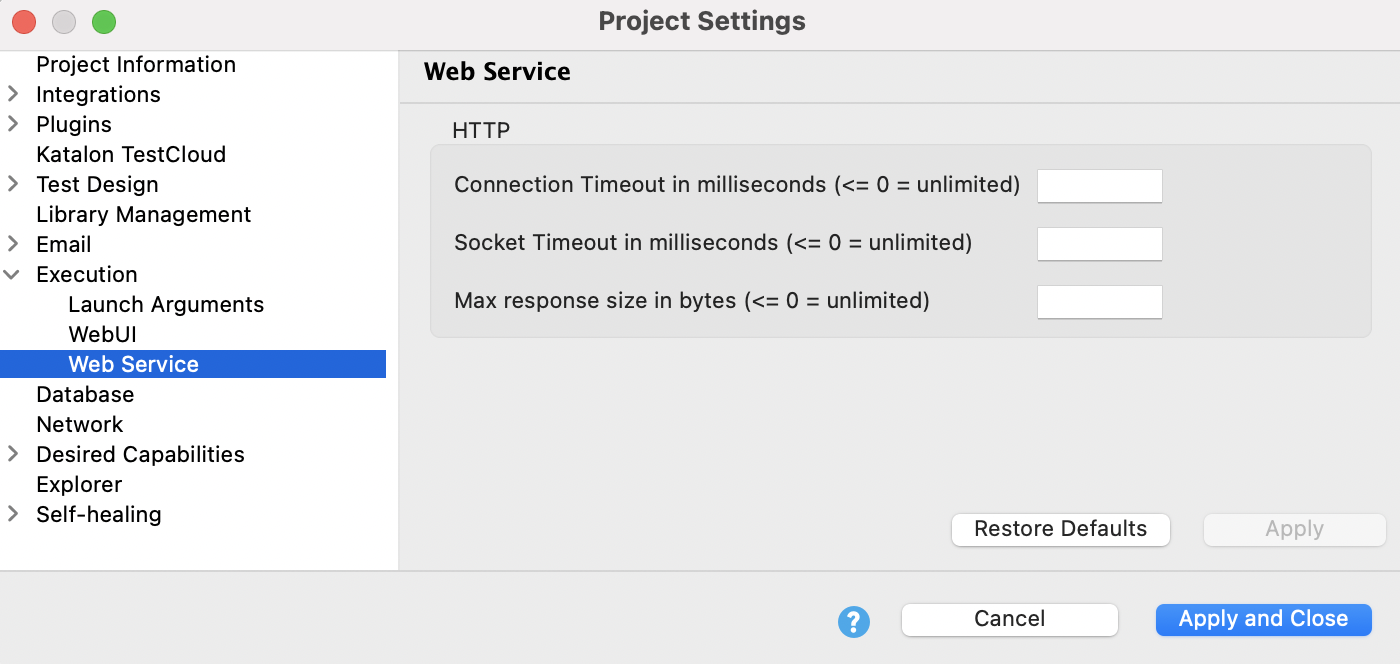 Project Settings
Project Information
Integrations
Plugins
Katalon TestCloud
Test Design
Library Management
Email
Execution
Launch Arguments
WebUI
Web Service
Database
Network
Desired Capabilities
Explorer
Self-healing
Web Service
HTTP
Connection Timeout in milliseconds (<= 0 = unlimited)
Socket Timeout in milliseconds (<= 0 = unlimited)
Max response size in bytes (<= 0 = unlimited)
Restore Defaults Apply
? Cancel Apply and Close